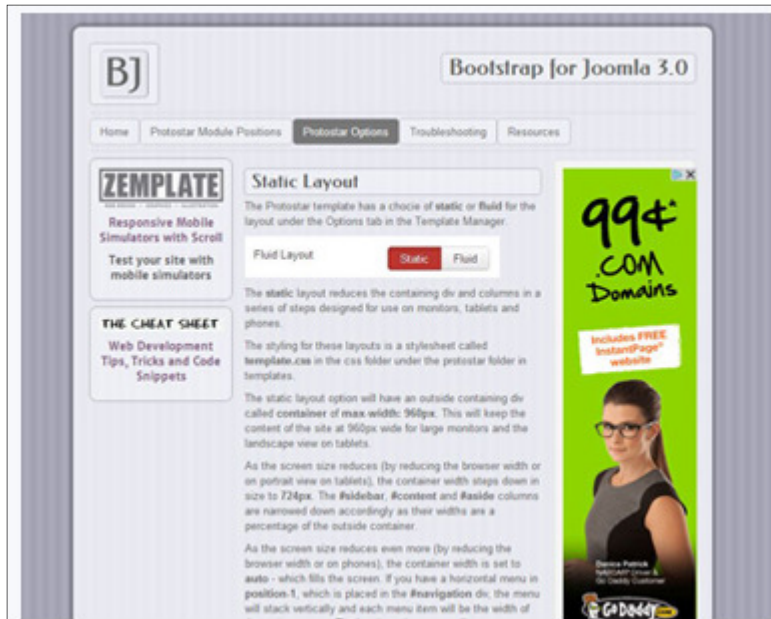 BJ
Bootstrap for Joomla 3.0
Home Protostar Module Positions Protostar Options Troubleshooting Resources
ZEMPLATE
Responsive Mobile
Simulators with Scroll
Test your site with
mobile simulators
THE CHEAT SHEET
Web Development
Tips, Tricks and Code
Snippets
Static Layout
The Protostar template has a chocie of static or fluid for the
layout under the Options tab in the Template Manager.
Fluid Layout Static Fluid
The static layout reduces the containing div and columns in a
series of steps designed for use on monitors, tablets and
phones.
The styling for these layouts is a stylesheet called
template.css in the css folder under the protostar folder in
templates.
The static layout option will have an outside containing div
called container of max-width: 960px. This will keep the
content of the site at 960px wide for large monitors and the
landscape view on tablets.
As the screen size reduces (by reducing the browser width or
on portrait view on tablets), the container width steps down in
size to 724px. The #sidebar, #content and #aside columns
are narrowed down accordingly as their widths are a
percentage of the outside container.
As the screen size reduces even more (by reducing the
browser width or on phones), the container width is set to
auto - which fills the screen. If you have a horizontal menu in
position-1, which is placed in the #navigation div, the menu
will stack vertically and each menu item will be the width of
99¢*
.COM
Domains
Includes FREE
InstantPage®
website
Danica Patrick
NASCAR® Driver &
Go Daddy Customer
Go Daddy